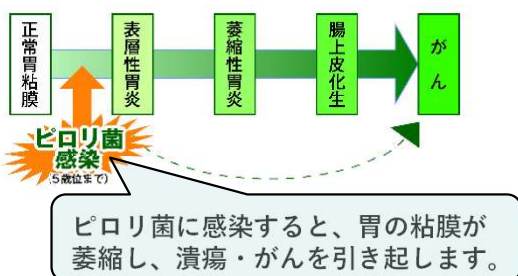 正常胃粘膜
表層性胃炎
萎縮性胃炎
腸上皮化生
がん
ピロリ菌
感染
(5歳位まで)
ピロリ菌に感染すると、胃の粘膜が
萎縮し、潰瘍・がんを引き起します。